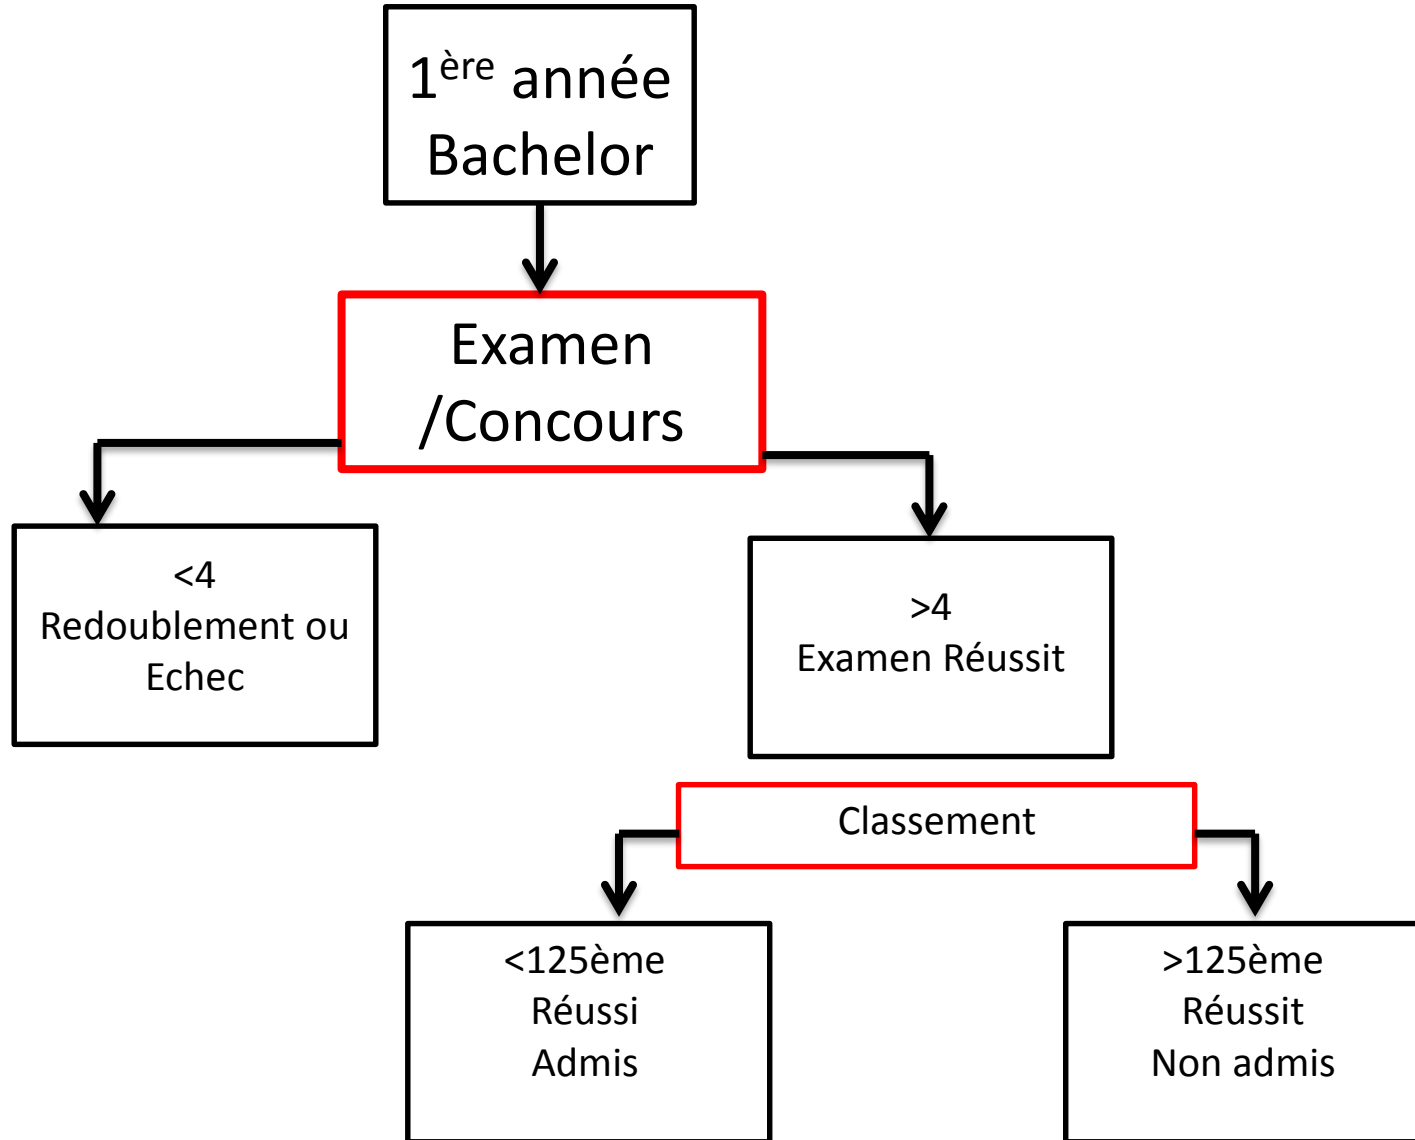 1ère année
Bachelor
Examen
/Concours
<4
Redoublement ou
Echec
>4
Examen Réussit
Classement
<125ème
Réussi
Admis
>125ème
Réussit
Non admis